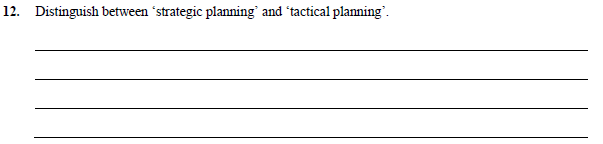 12. Distinguish between ‘strategic planning’ and ‘tactical planning’.